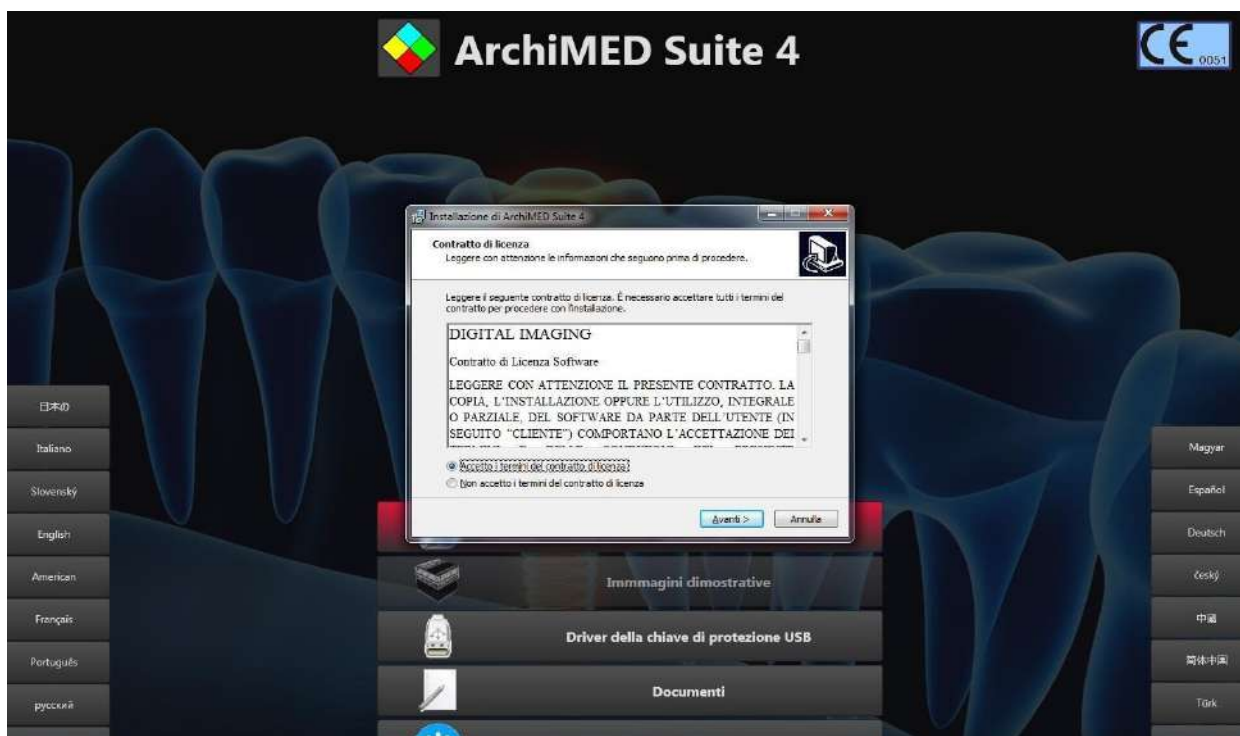 ArchiMED Suite 4
CE 0051
Installazione di ArchiMED Suite 4
Contratto di licenza
Leggere con attenzione le informazioni che seguono prima di procedere.
Leggere il seguente contratto di licenza. É necessario accettare tutti i termini del
contratto per procedere con l'installazione.
DIGITAL IMAGING
Contratto di Licenza Software
LEGGERE CON ATTENZIONE IL PRESENTE CONTRATTO. LA
COPIA, L'INSTALLAZIONE OPPURE L'UTILIZZO, INTEGRALE
O PARZIALE, DEL SOFTWARE DA PARTE DELL'UTENTE (IN
SEGUITO "CLIENTE") COMPORTANO L'ACCETTAZIONE DEI
Accetto i termini del contratto di licenza
Non accetto i termini del contratto di licenza
Avanti >
Annulla
Immmagini dimostrative
Driver della chiave di protezione USB
Documenti
日本の
Italiano
Slovenský
English
American
Français
Português
русский
Magyar
Español
Deutsch
český
中國
简体中国
Türk